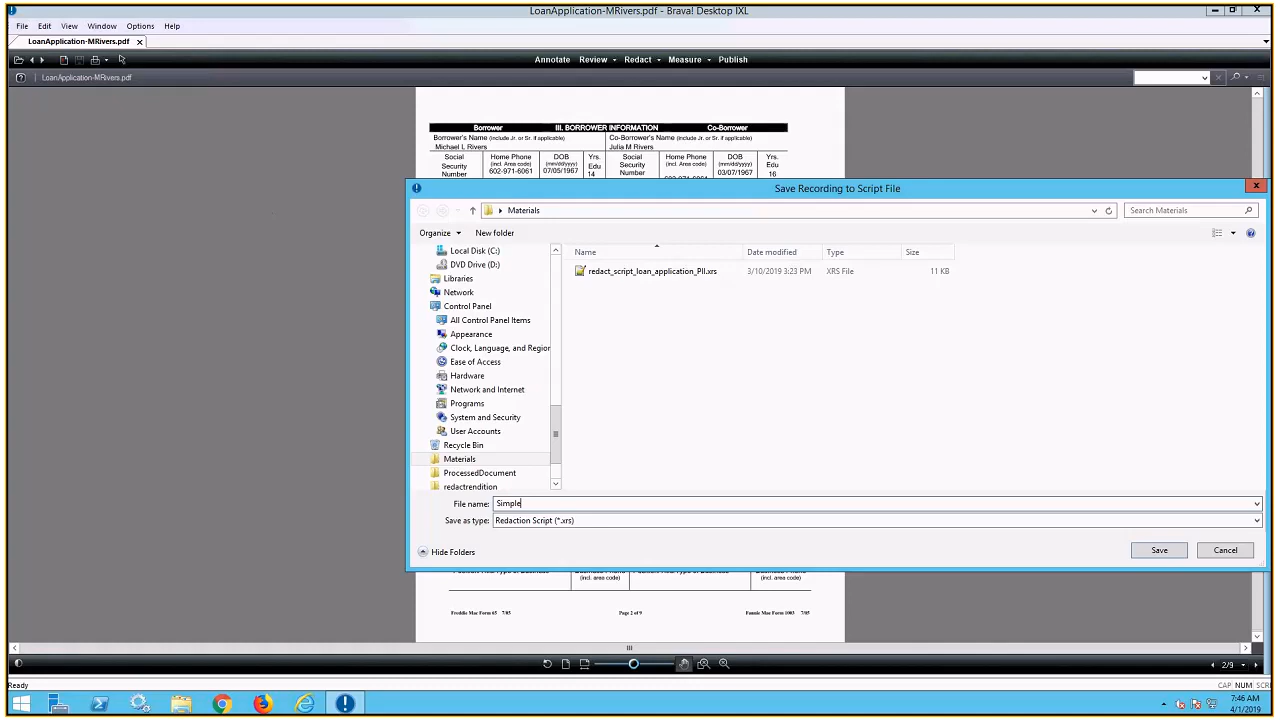 LoanApplication-MRivers.pdf - Brava! Desktop IXL
File Edit View Window Options Help
LoanApplication-MRivers.pdf
Annotate Review Redact Measure Publish
LoanApplication-MRivers.pdf
Borrower III. BORROWER INFORMATION Co-Borrower
Borrower's Name (include Jr. or Sr. if applicable) Co-Borrower's Name (include Jr. or Sr. if applicable)
Michael L Rivers Julia M Rivers
Social Home Phone DOB Yrs. Social Home Phone DOB Yrs.
Security (incl. Area code) (mm/dd/yyyy) Edu Security (incl. Area code) (mm/dd/yyyy) Edu
Number 602-971-6061 07/05/1967 14 Number 03/07/1967 16
Save Recording to Script File
Materials
Search Materials
Organize New folder
Name Date modified Type Size
redact_script_loan_application_PII.xrs 3/10/2019 3:23 PM XRS File 11 KB
Local Disk (C:)
DVD Drive (D:)
Libraries
Network
Control Panel
All Control Panel Items
Appearance
Clock, Language, and Region
Ease of Access
Hardware
Network and Internet
Programs
System and Security
User Accounts
Recycle Bin
Materials
ProcessedDocument
redactrendition
File name: Simple
Save as type: Redaction Script (*.xrs)
Hide Folders
Save Cancel
(incl. area code) (incl. area code)
Freddie Mac Form 65 7/05 Page 2 of 9 Fannie Mae Form 1003 7/05
2/9
Ready
CAP NUM SCRL
7:46 AM
4/1/2019